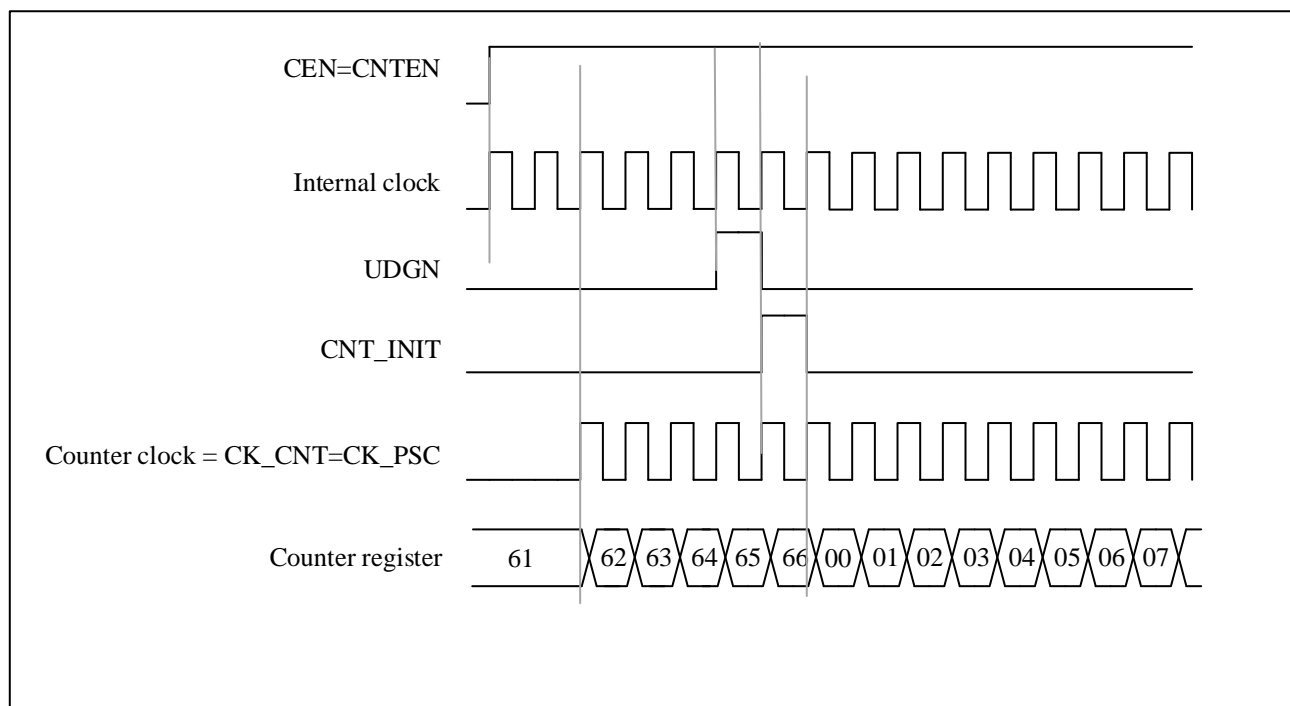 CEN=CNTEN
Internal clock
UDGN
CNT_INIT
Counter clock = CK_CNT=CK_PSC
Counter register 61 62 63 64 65 66 00 01 02 03 04 05 06 07